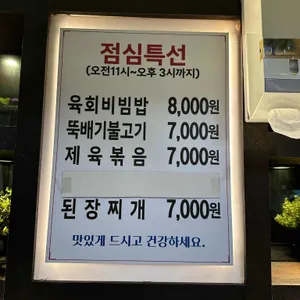 점심특선
(오전11시~오후 3시까지)
육회비빔밥 8,000원
뚝배기불고기 7,000원
제육볶음 7,000원
된장찌개 7,000원
맛있게 드시고 건강하세요.